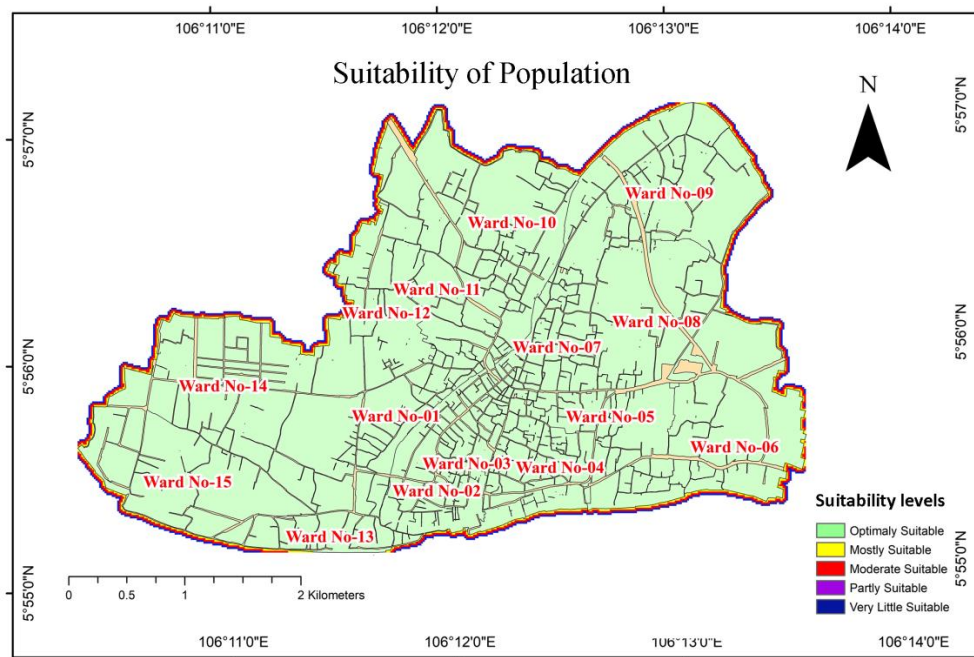 106°11'0"E 106°12'0"E 106°13'0"E 106°14'0"E
Suitability of Population
N
5°57'0"N
5°57'0"N
Ward No-09
Ward No-10
Ward No-11
Ward No-12
Ward No-08
Ward No-07
5°56'0"N
5°56'0"N
Ward No-14
Ward No-01
Ward No-05
Ward No-06
Ward No-03
Ward No-04
Ward No-15
Ward No-02
Ward No-13
Suitability levels
Optimaly Suitable
Mostly Suitable
Moderate Suitable
Partly Suitable
Very Little Suitable
5°55'0"N
5°55'0"N
0 0.5 1 2 Kilometers
106°11'0"E 106°12'0"E 106°13'0"E 106°14'0"E